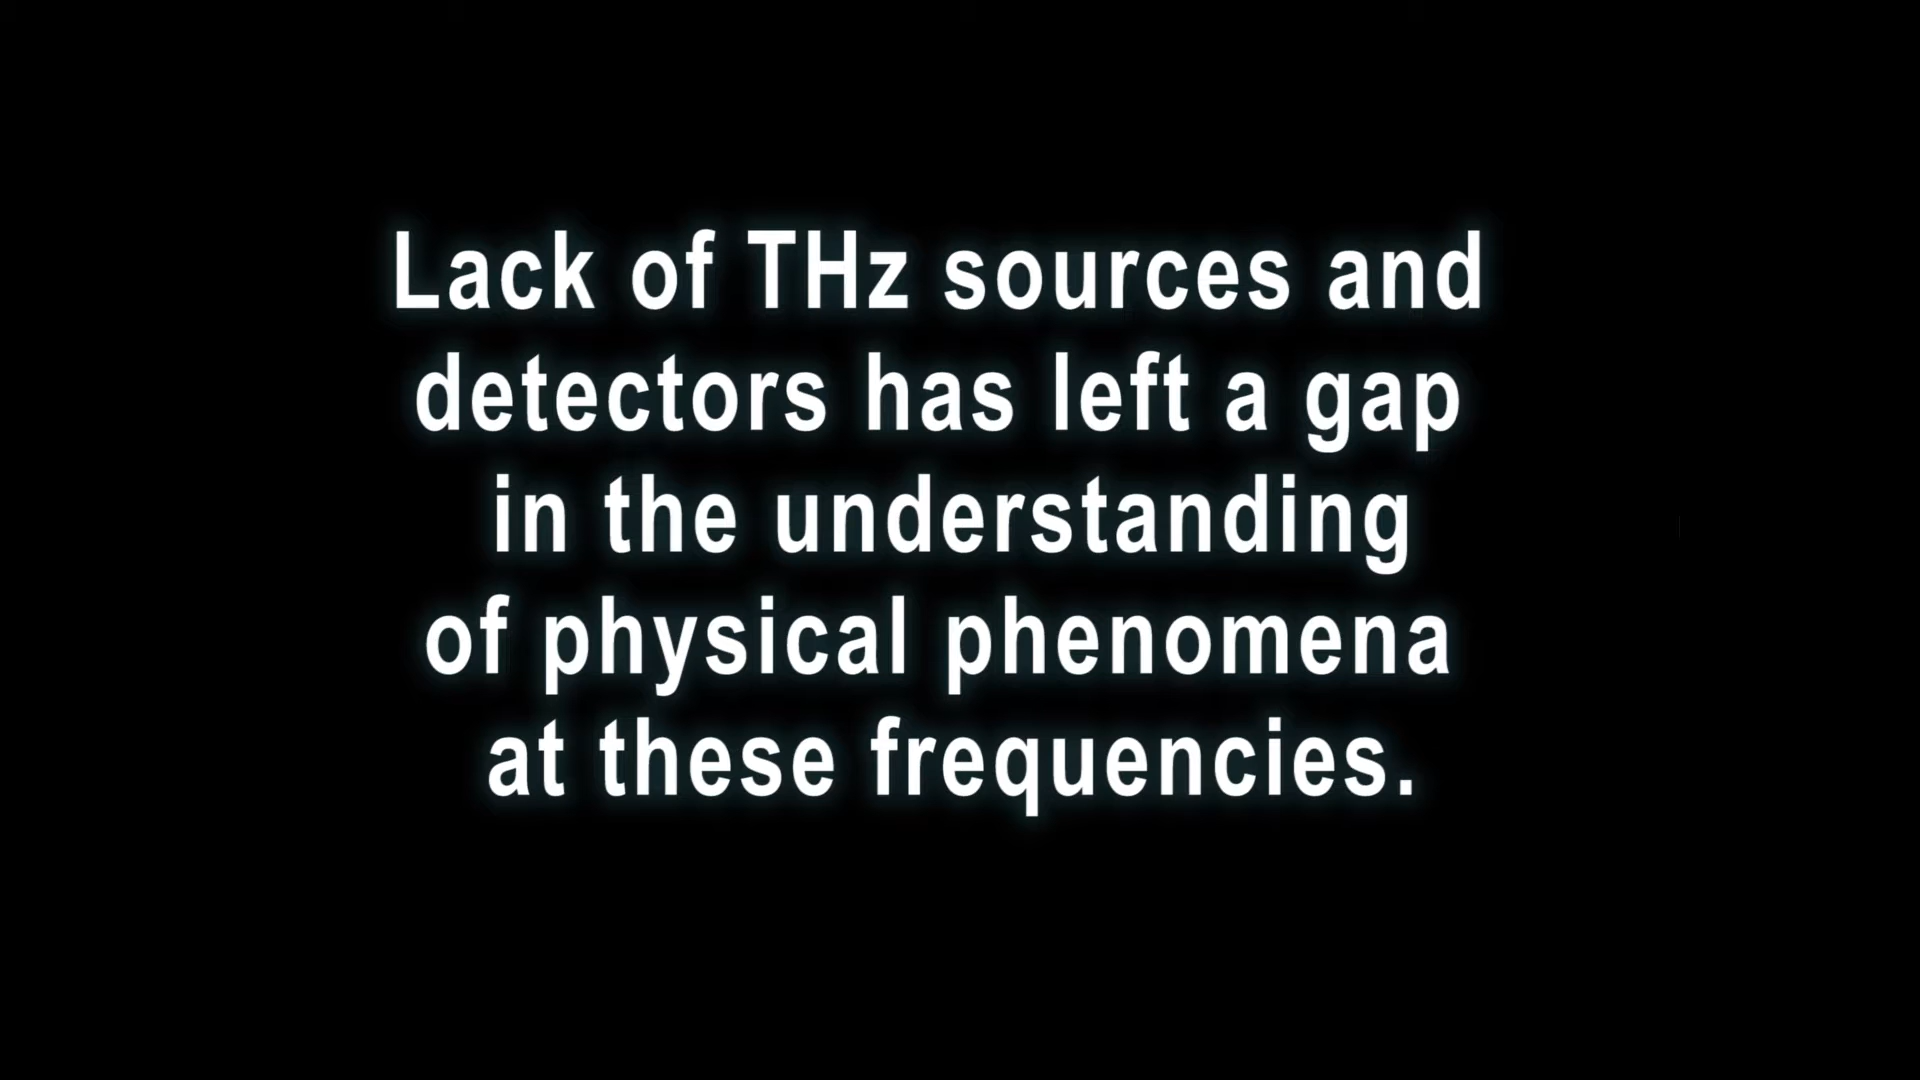 Lack of THz sources and
detectors has left a gap
in the understanding
of physical phenomena
at these frequencies.